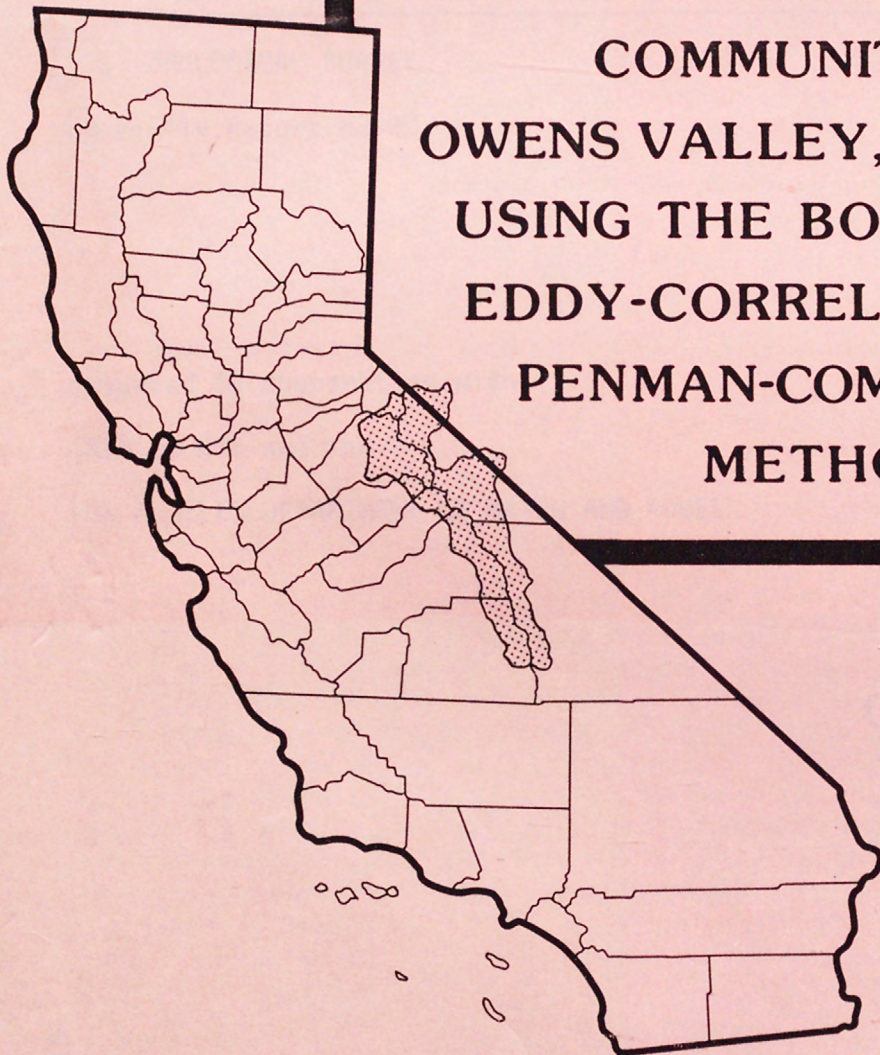 COMMUNIT
OWENS VALLEY,
USING THE BO
EDDY-CORREL
PENMAN-COM
METHO